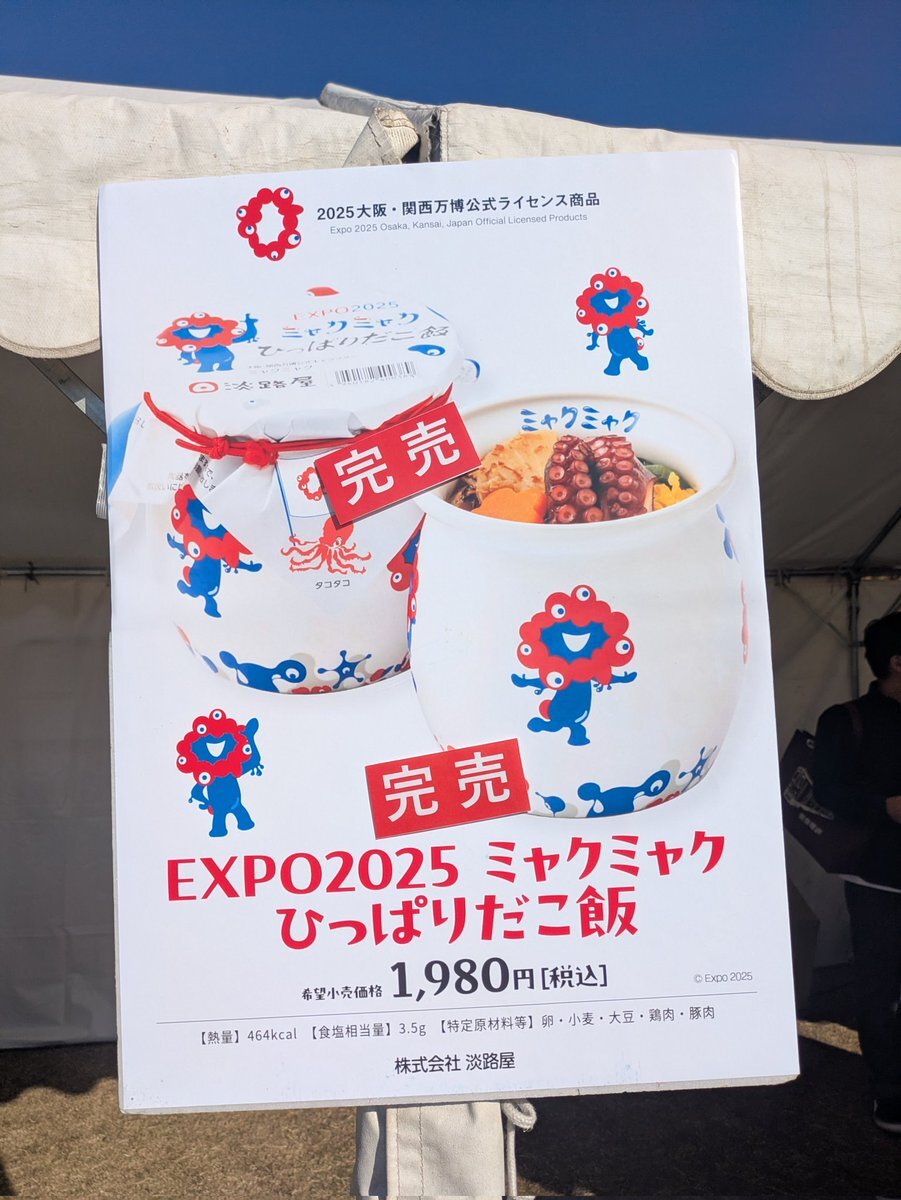 2025大阪・関西万博公式ライセンス商品
Expo 2025 Osaka, Kansai, Japan Official Licensed Products
EXPO2025
ミャクミャク
ひっぱりだこ飯
淡路屋
ミャクミャク
完売
タコタコ
完売
EXPO2025 ミャクミャク
ひっぱりだこ飯
希望小売価格 1,980円[税込]
© Expo 2025
【熱量】464kcal 【食塩相当量】3.5g 【特定原材料等】卵・小麦・大豆・鶏肉・豚肉
株式会社 淡路屋